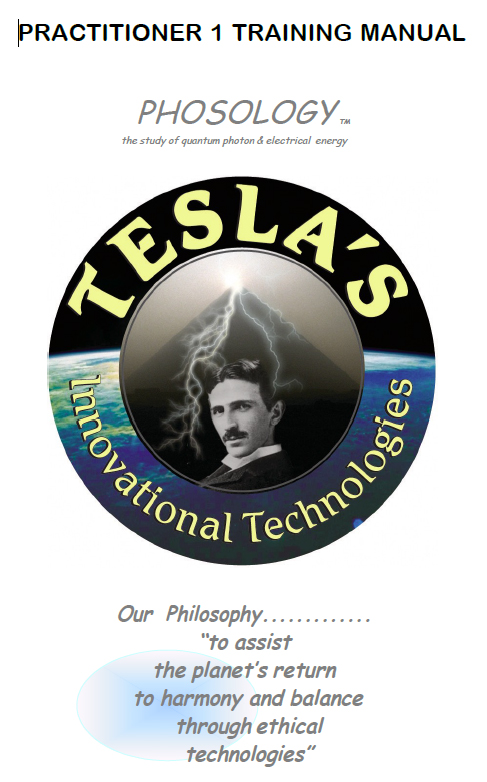 PRACTITIONER 1 TRAINING MANUAL
PHOSOLOGY™
the study of quantum photon & electrical energy
TESLA'S
Innovational Technologies
Our Philosophy.............
"to assist
the planet's return
to harmony and balance
through ethical
technologies"